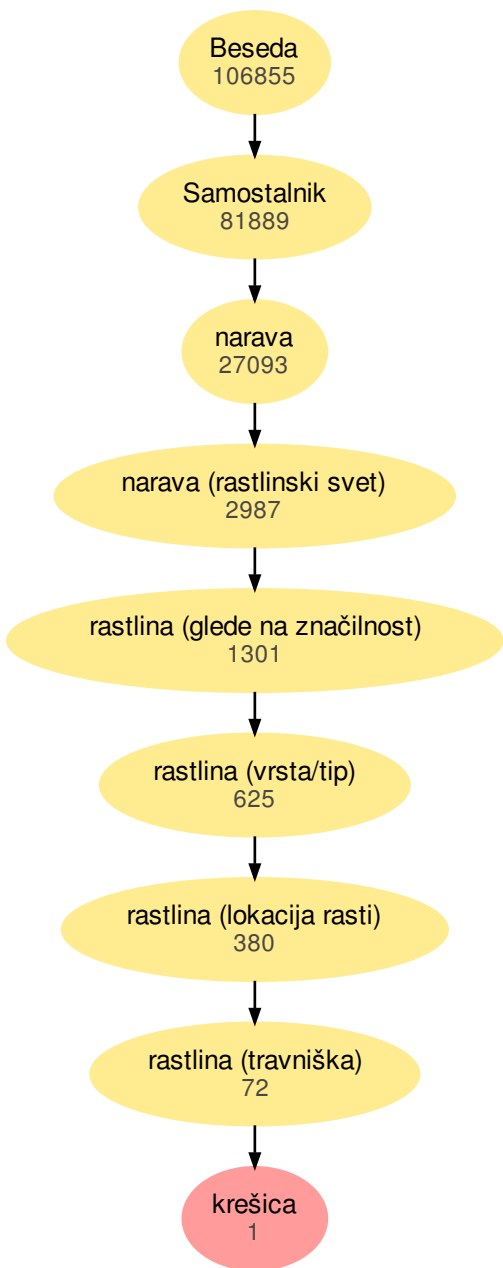 Beseda
106855
Samostalnik
81889
narava
27093
narava (rastlinski svet)
2987
rastlina (glede na značilnost)
1301
rastlina (vrsta/tip)
625
rastlina (lokacija rasti)
380
rastlina (travniška)
72
krešica
1